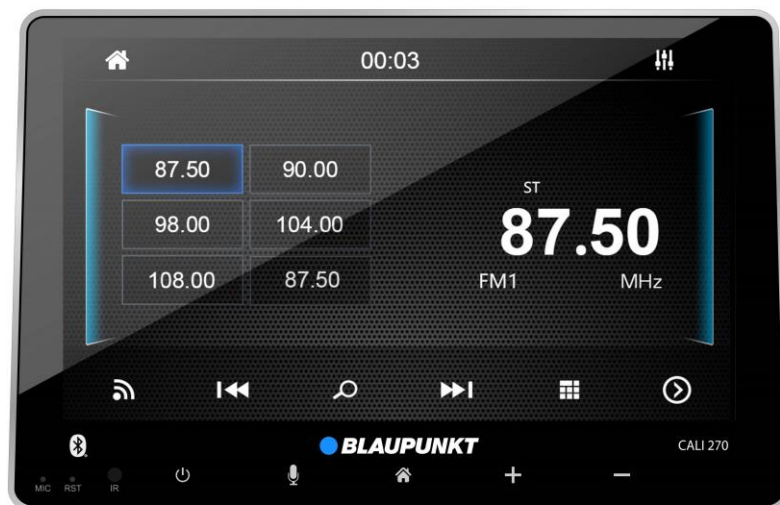 00:03
87.50 90.00
ST
98.00 104.00
87.50
108.00 87.50
FM1 MHz
BLAUPUNKT
CALI 270
MIC RST IR